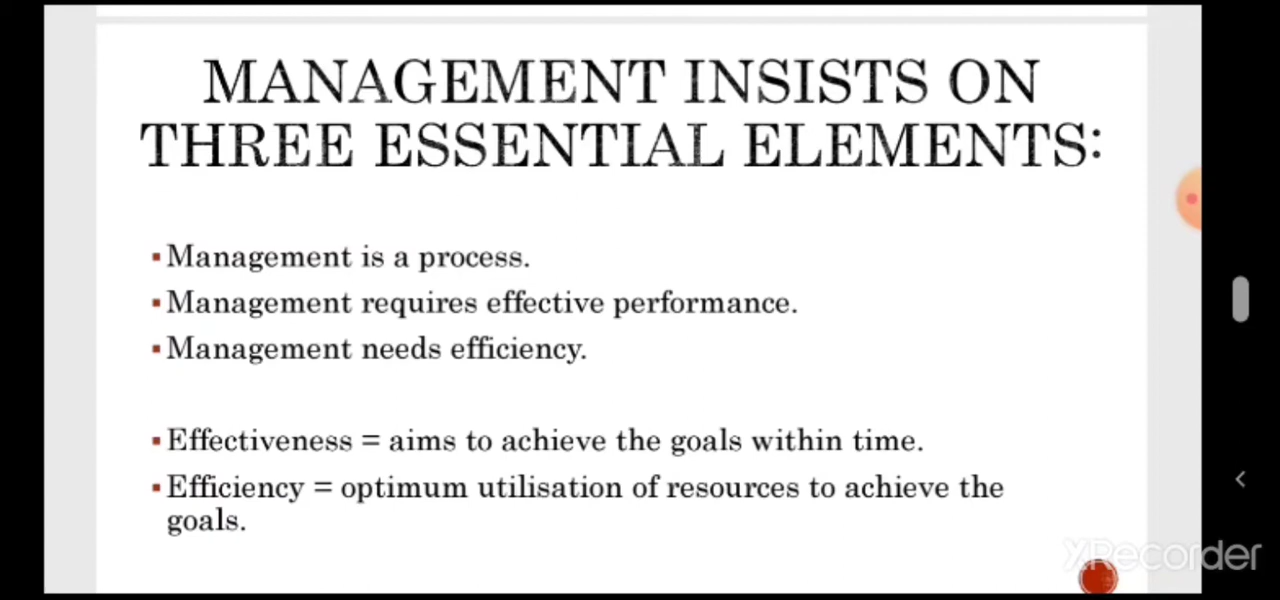 MANAGEMENT INSISTS ON
THREE ESSENTIAL ELEMENTS:
▪Management is a process.
▪Management requires effective performance.
▪Management needs efficiency.
▪Effectiveness = aims to achieve the goals within time.
▪Efficiency = optimum utilisation of resources to achieve the
goals.
XRecorder